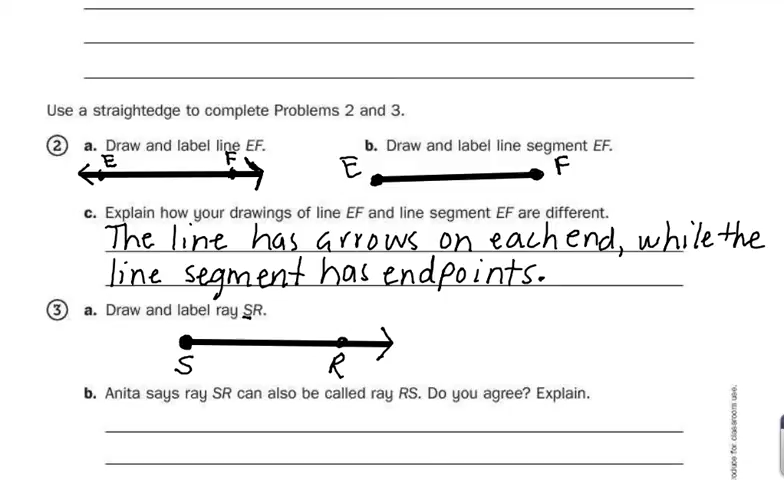 Use a straightedge to complete Problems 2 and 3.
2 a. Draw and label line EF. b. Draw and label line segment EF.
E F E F
c. Explain how your drawings of line EF and line segment EF are different.
The line has arrows on each end, while the
line segment has endpoints.
3 a. Draw and label ray SR.
S R
b. Anita says ray SR can also be called ray RS. Do you agree? Explain.